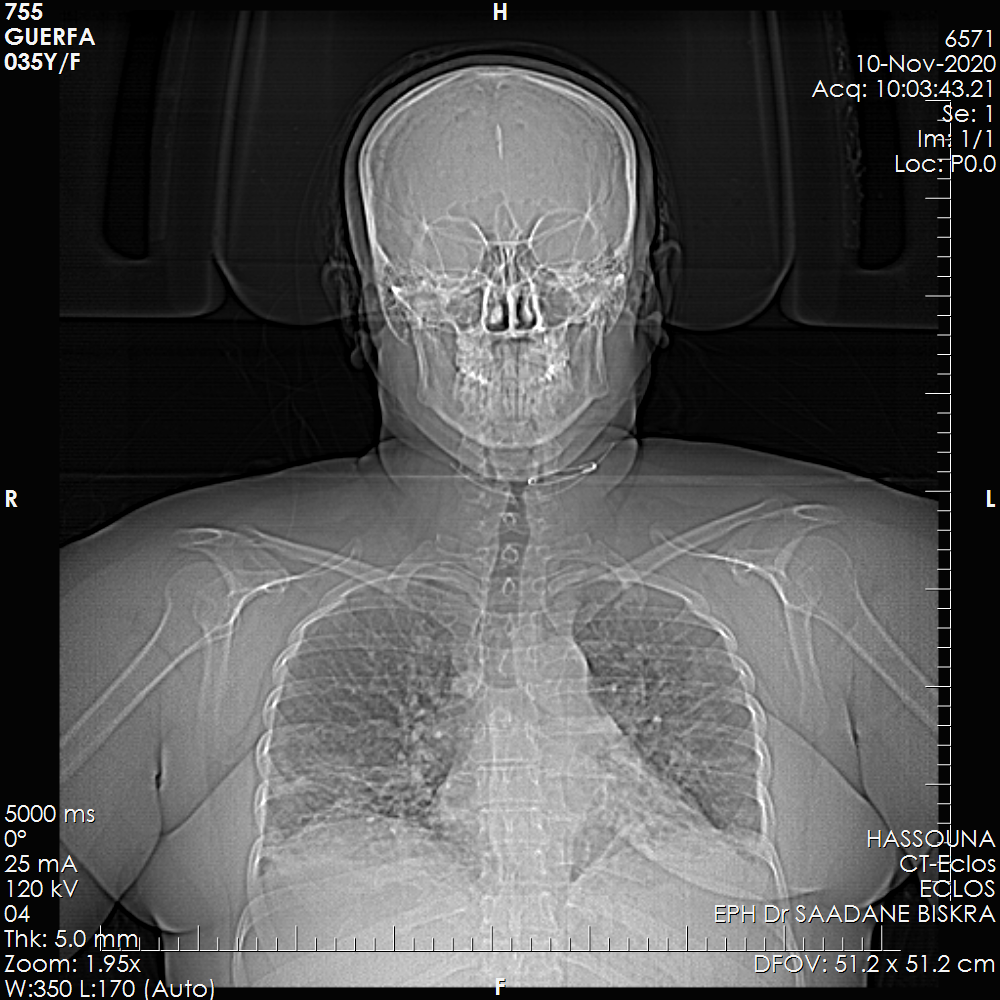 755
GUERFA
035Y/F
H
6571
10-Nov-2020
Acq: 10:03:43.21
Se: 1
Im: 1/1
Loc: P0.0
R
L
5000 ms
0°
25 mA
120 kV
04
Thk: 5.0 mm
Zoom: 1.95x
W:350 L:170 (Auto)
F
HASSOUNA
CT-Eclos
ECLOS
EPH Dr SAADANE BISKRA
DFOV: 51.2 x 51.2 cm